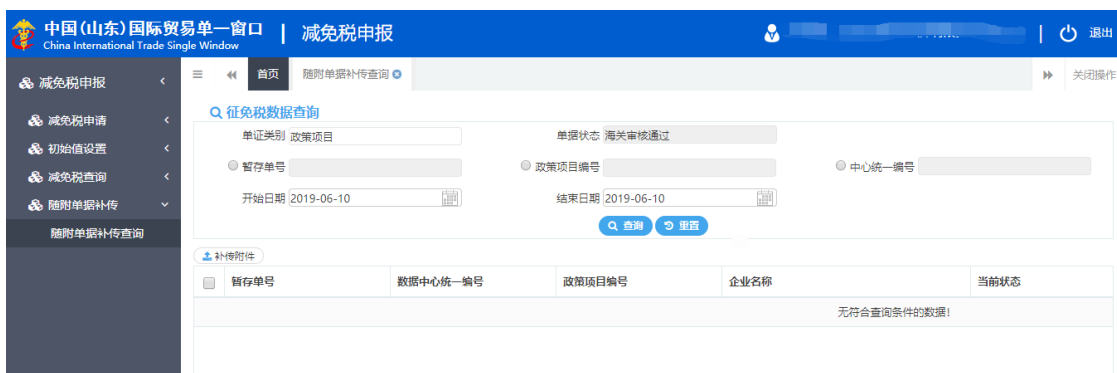 中国(山东)国际贸易单一窗口 | 减免税申报 | 退出
China International Trade Single Window
减免税申报 首页 随附单据补传查询 关闭操作
征免税数据查询
减免税申请 单证类别 政策项目 单据状态 海关审核通过
初始值设置
减免税查询 暂存单号 政策项目编号 中心统一编号
随附单据补传 开始日期 2019-06-10 结束日期 2019-06-10
随附单据补传查询 查询 重置
补传附件
暂存单号 数据中心统一编号 政策项目编号 企业名称 当前状态
无符合查询条件的数据!